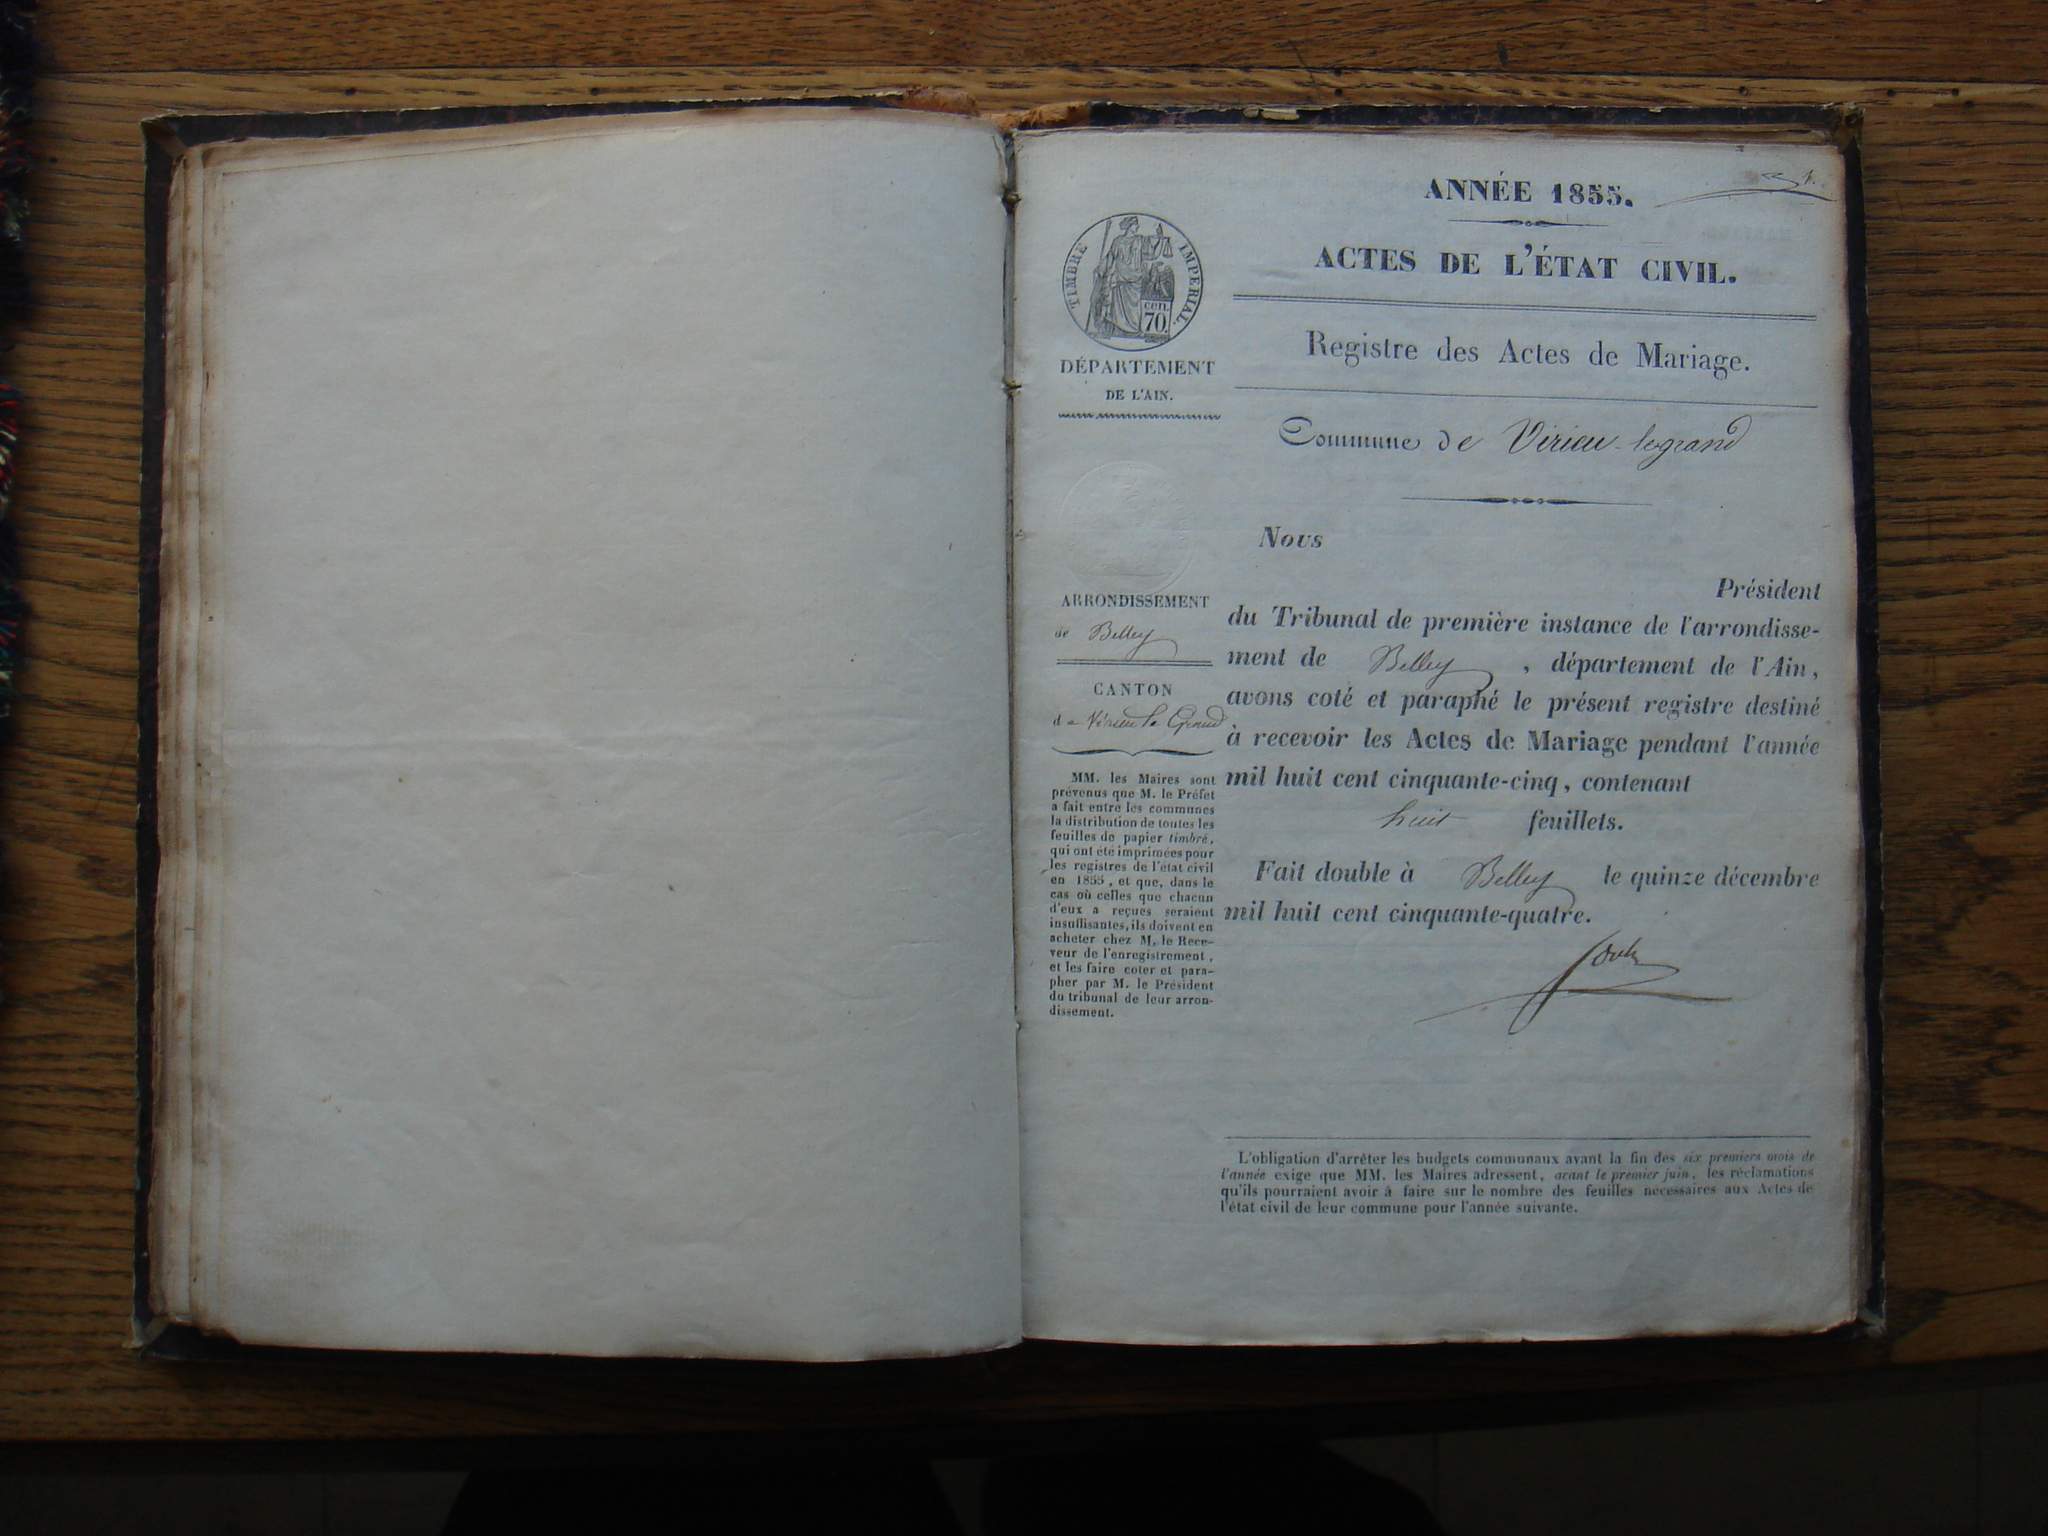 ANNÉE 1855.
ACTES DE L'ÉTAT CIVIL.
Registre des Actes de Mariage.
Commune de Virieu-legrand
TIMBRE IMPERIAL.
cen.
70.
DÉPARTEMENT
DE L'AIN.
ARRONDISSEMENT
de Belley
CANTON
de Virieu le Grand
MM. les Maires sont
prévenus que M. le Préfet
a fait entre les communes
la distribution de toutes les
feuilles de papier timbré,
qui ont été imprimées pour
les registres de l'état civil
en 1855, et que, dans le
cas où celles que chacun
d'eux a reçues seraient
insuffisantes, ils doivent en
acheter chez M. le Rece-
veur de l'enregistrement,
et les faire coter et para-
pher par M. le Président
du tribunal de leur arron-
dissement.
Nous
Président
du Tribunal de première instance de l'arrondisse-
ment de Belley, département de l'Ain,
avons coté et paraphé le présent registre destiné
à recevoir les Actes de Mariage pendant l'année
mil huit cent cinquante-cinq, contenant
huit feuillets.
Fait double à Belley le quinze décembre
mil huit cent cinquante-quatre.
L'obligation d'arrêter les budgets communaux avant la fin des six premiers mois de
l'année exige que MM. les Maires adressent, avant le premier juin, les réclamations
qu'ils pourraient avoir à faire sur le nombre des feuilles nécessaires aux Actes de
l'état civil de leur commune pour l'année suivante.